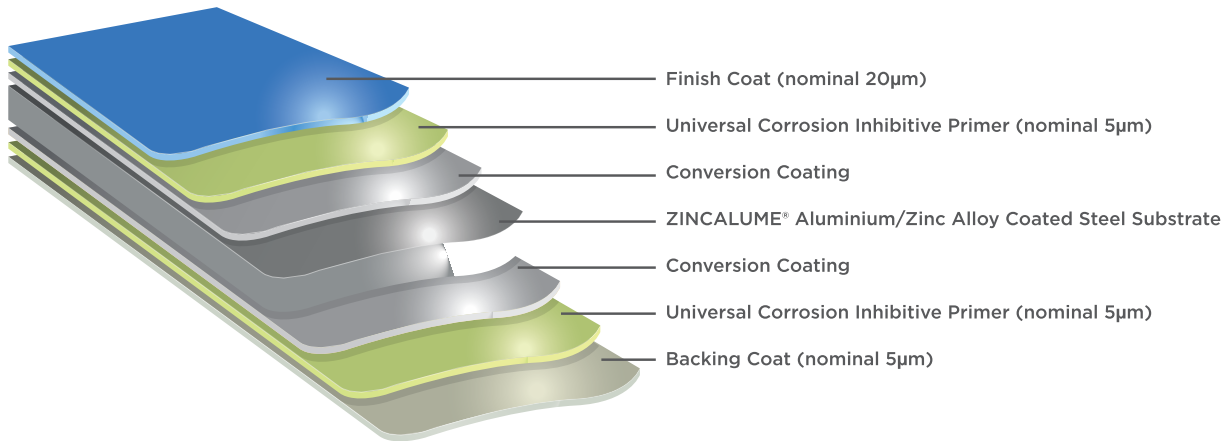 Finish Coat (nominal 20µm)
Universal Corrosion Inhibitive Primer (nominal 5µm)
Conversion Coating
ZINCALUME® Aluminium/Zinc Alloy Coated Steel Substrate
Conversion Coating
Universal Corrosion Inhibitive Primer (nominal 5µm)
Backing Coat (nominal 5µm)